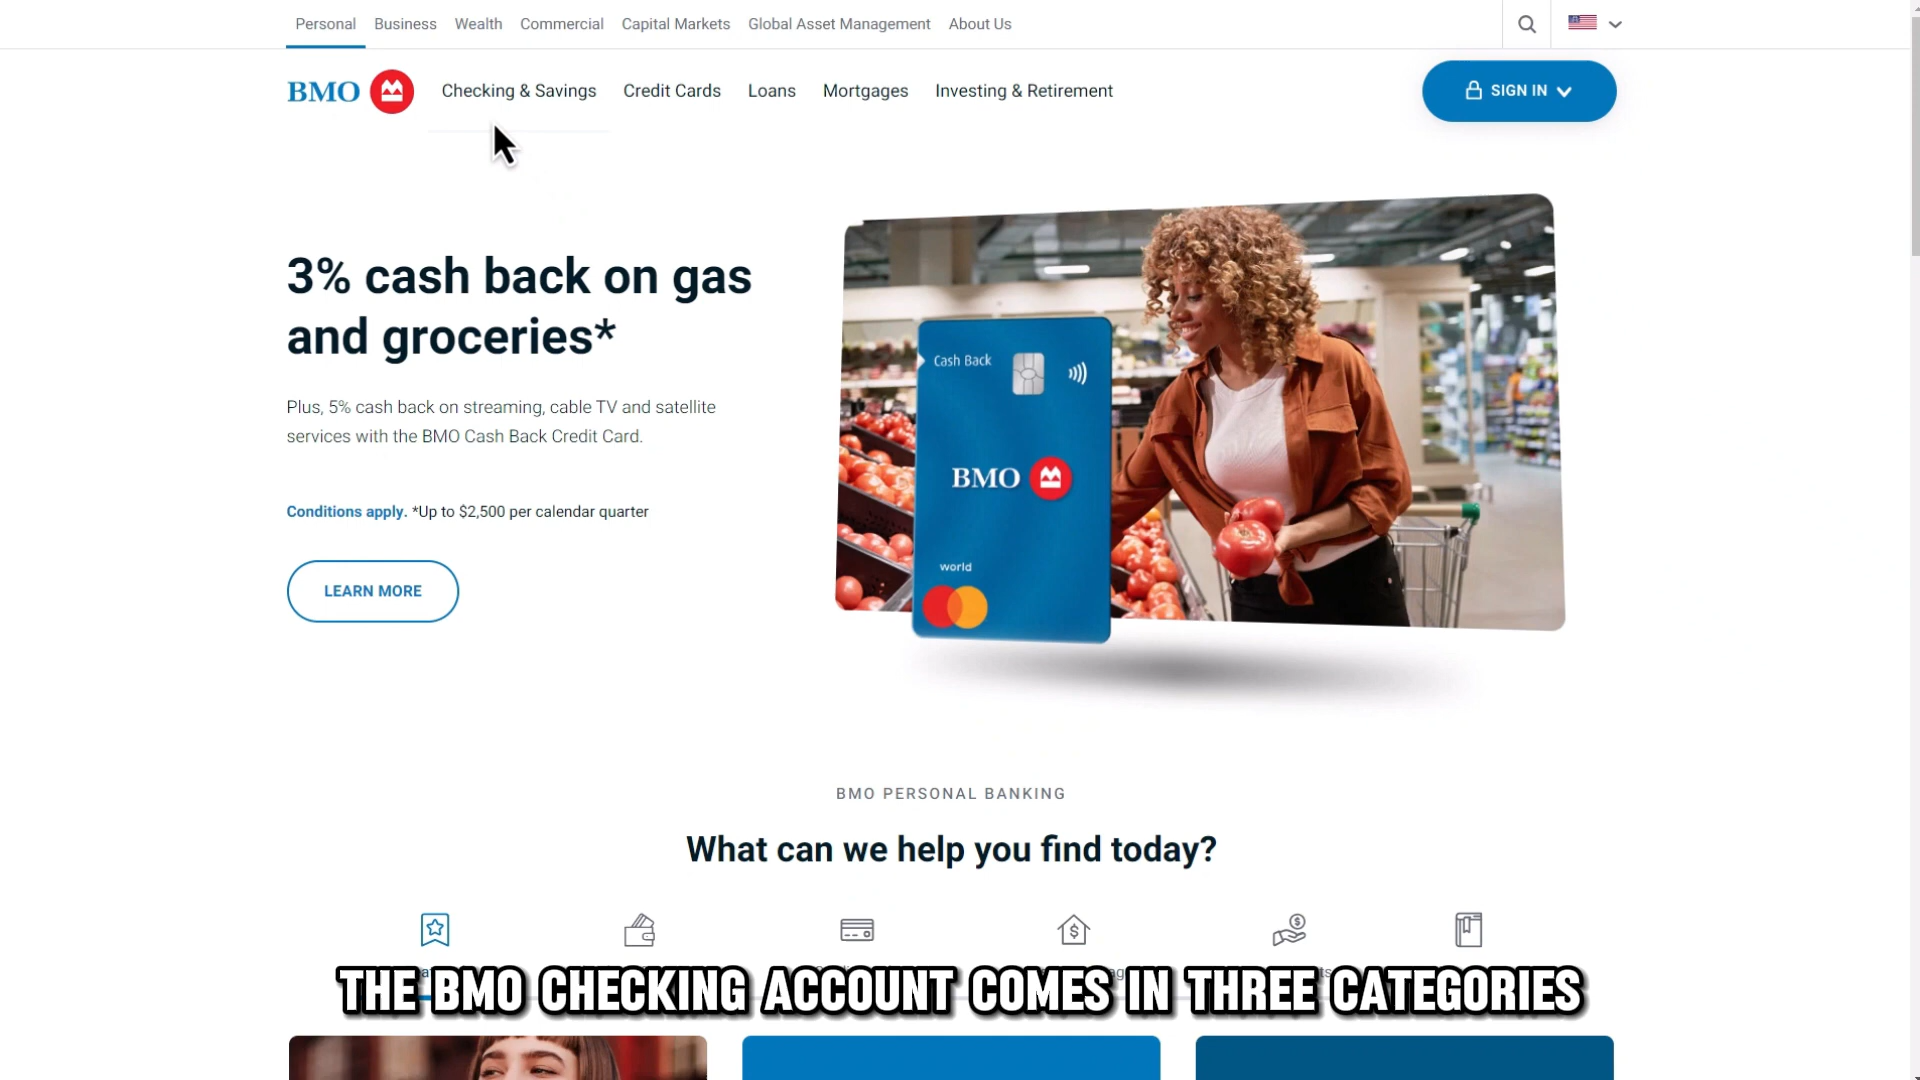 Personal Business Wealth Commercial Capital Markets Global Asset Management About Us
BMO Checking & Savings Credit Cards Loans Mortgages Investing & Retirement SIGN IN
3% cash back on gas
and groceries*
Plus, 5% cash back on streaming, cable TV and satellite
services with the BMO Cash Back Credit Card.
Conditions apply. *Up to $2,500 per calendar quarter
LEARN MORE
Cash Back
BMO
world
BMO PERSONAL BANKING
What can we help you find today?
THE BMO CHECKING ACCOUNT COMES IN THREE CATEGORIES